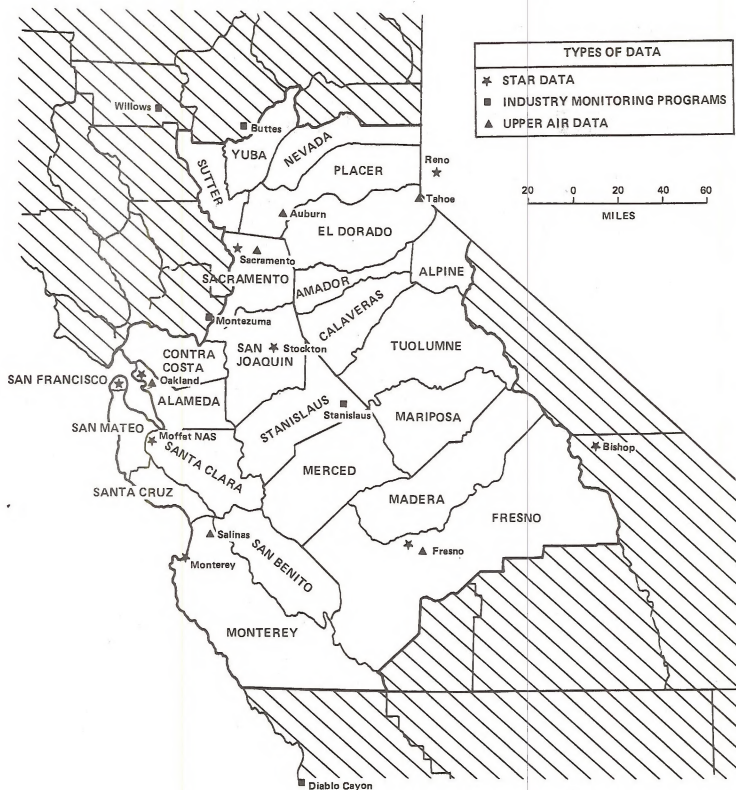 TYPES OF DATA
STAR DATA
INDUSTRY MONITORING PROGRAMS
UPPER AIR DATA
20 0 20 40 60
MILES
Willows
Buttes
YUBA
NEVADA
SUTTER
PLACER
Reno
Tahoe
Auburn
EL DORADO
Sacramento
SACRAMENTO
AMADOR
ALPINE
CALAVERAS
Montezuma
CONTRA
COSTA
SAN
JOAQUIN
Stockton
TUOLUMNE
SAN FRANCISCO
Oakland
ALAMEDA
STANISLAUS
Stanislaus
MARIPOSA
SAN MATEO
Moffet NAS
SANTA CLARA
MERCED
Bishop
SANTA CRUZ
MADERA
FRESNO
Salinas
SAN BENITO
Fresno
Monterey
MONTEREY
Diablo Cayon